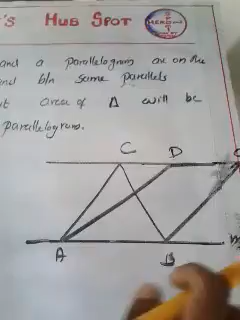 's Hub Spot
and a parallelogram are on the
and b/n same parallels
area of Δ will be
parallelogram.
C D
A B